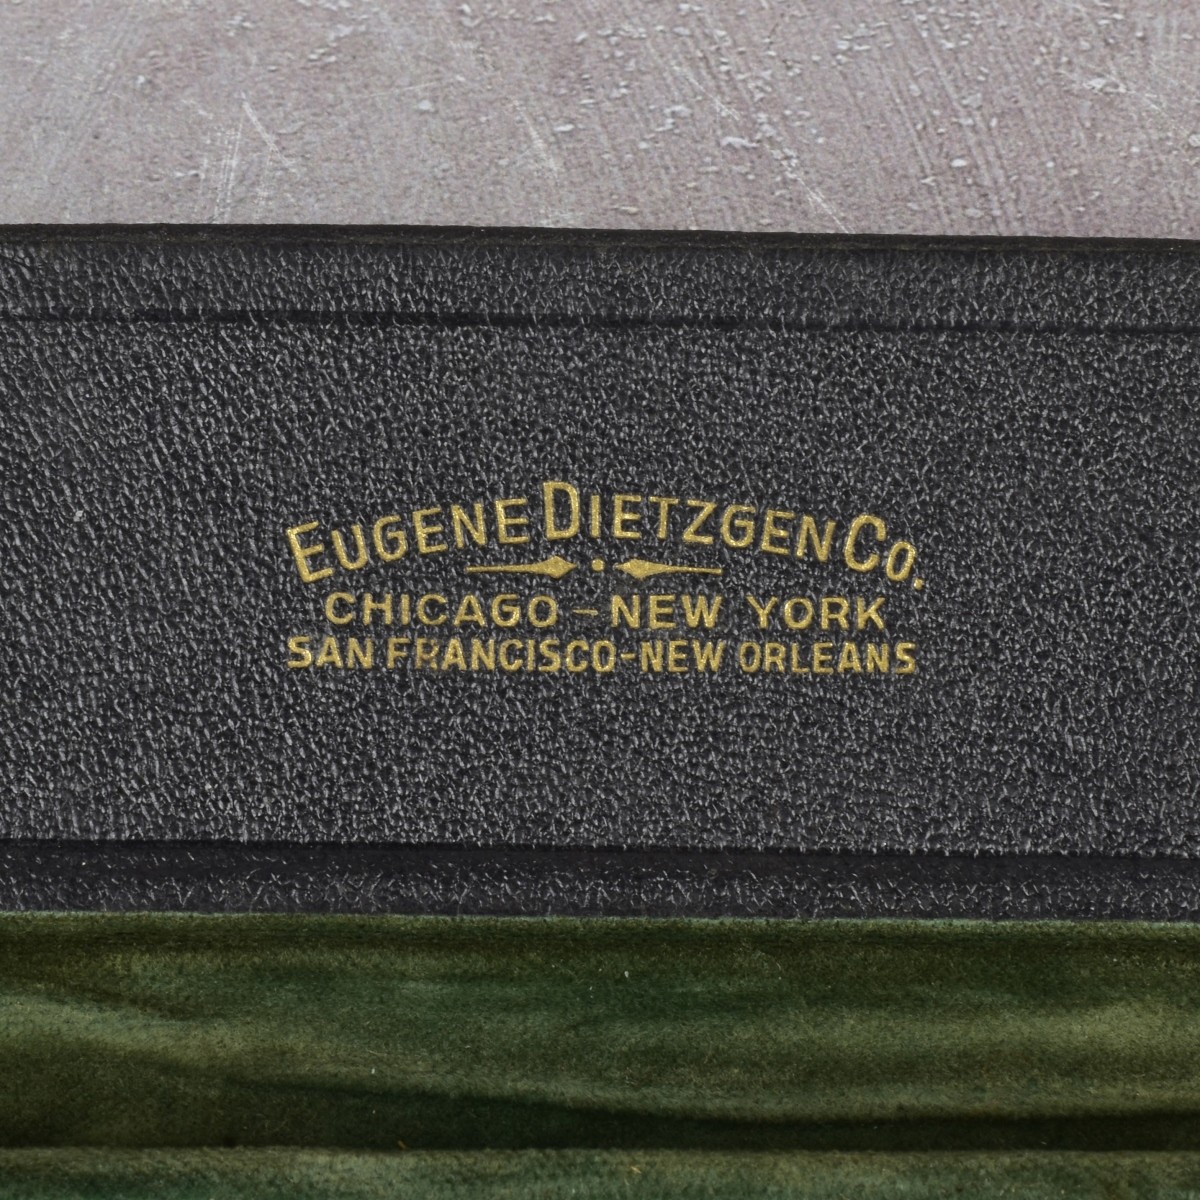 EUGENE DIETZGEN CO.
CHICAGO - NEW YORK
SAN FRANCISCO-NEW ORLEANS